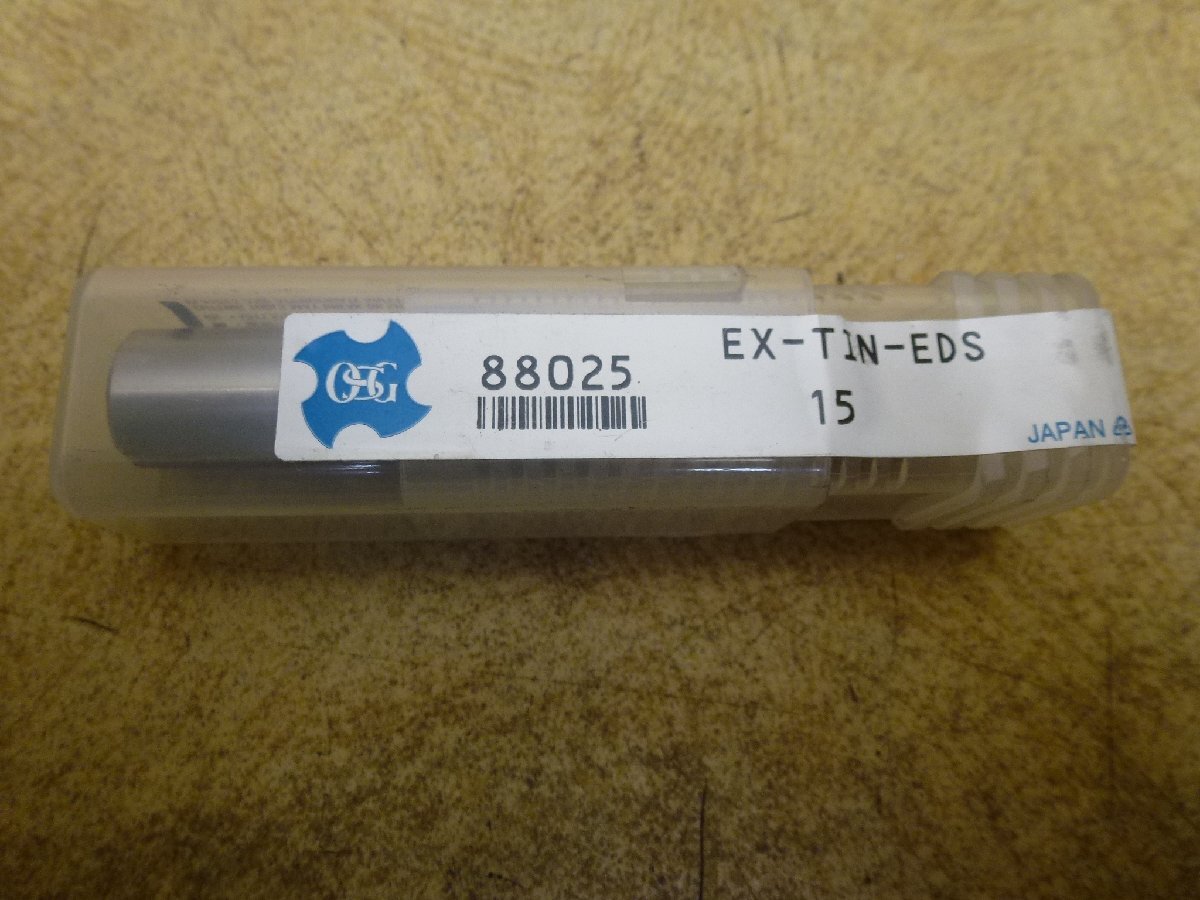 OSG
88025
EX-TIN-EDS
15
JAPAN